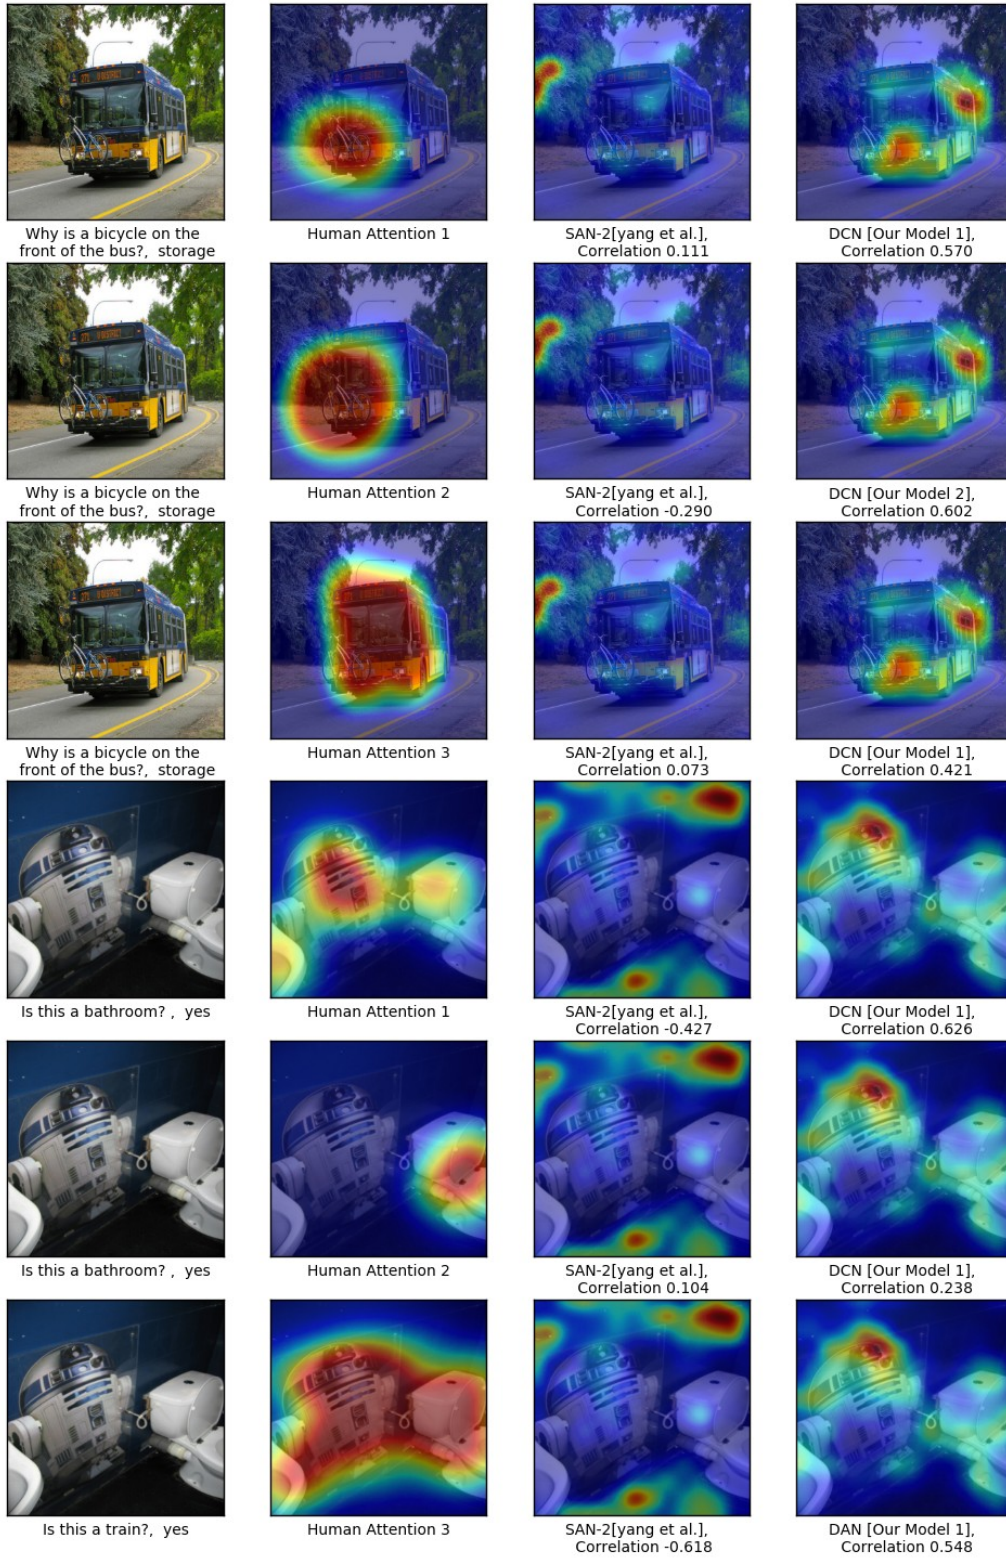 Why is a bicycle on the
front of the bus?,  storage
Human Attention 1
SAN-2[yang et al.],
Correlation 0.111
DCN [Our Model 1],
Correlation 0.570
Why is a bicycle on the
front of the bus?,  storage
Human Attention 2
SAN-2[yang et al.],
Correlation -0.290
DCN [Our Model 2],
Correlation 0.602
Why is a bicycle on the
front of the bus?,  storage
Human Attention 3
SAN-2[yang et al.],
Correlation 0.073
DCN [Our Model 1],
Correlation 0.421
Is this a bathroom? ,  yes
Human Attention 1
SAN-2[yang et al.],
Correlation -0.427
DCN [Our Model 1],
Correlation 0.626
Is this a bathroom? ,  yes
Human Attention 2
SAN-2[yang et al.],
Correlation 0.104
DCN [Our Model 1],
Correlation 0.238
Is this a train?,  yes
Human Attention 3
SAN-2[yang et al.],
Correlation -0.618
DAN [Our Model 1],
Correlation 0.548